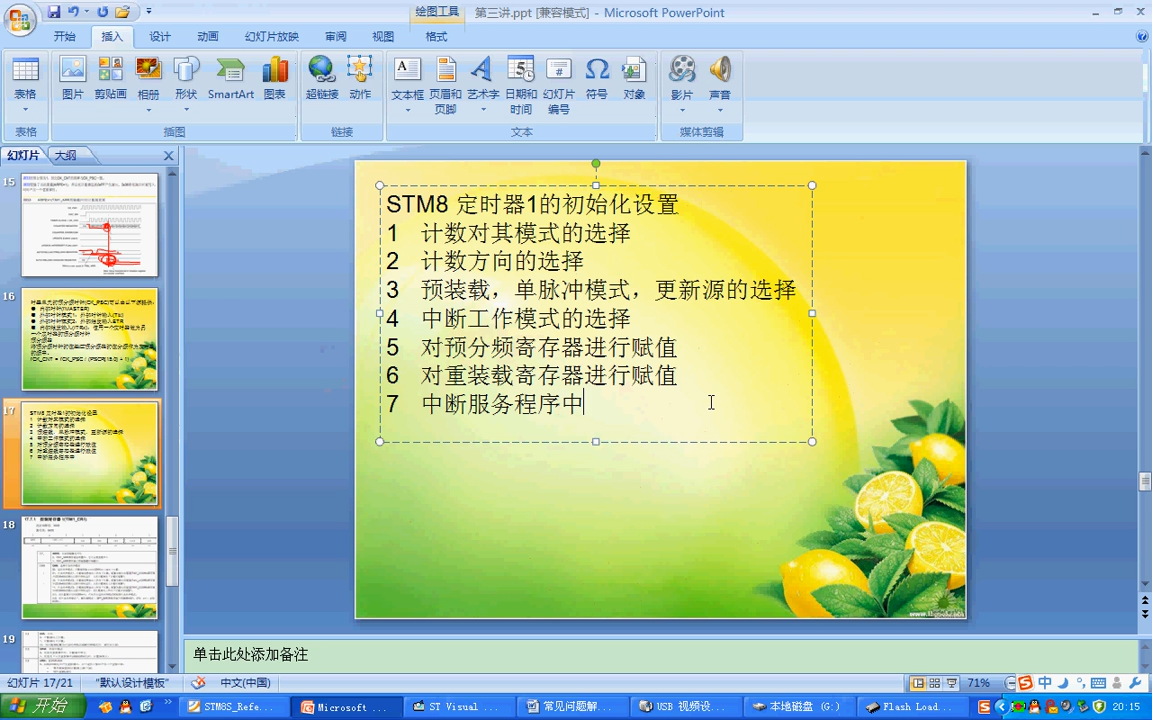 绘图工具
第三讲.ppt [兼容模式] - Microsoft PowerPoint
开始 插入 设计 动画 幻灯片放映 审阅 视图 格式
表格 图片 剪贴画 相册 形状 SmartArt 图表 超链接 动作 文本框 页眉和页脚 艺术字 日期和时间 幻灯片编号 符号 对象 影片 声音
表格 插图 链接 文本 媒体剪辑
幻灯片 大纲
15
16
17
18
19
STM8 定时器1的初始化设置
1 计数对其模式的选择
2 计数方向的选择
3 预装载，单脉冲模式，更新源的选择
4 中断工作模式的选择
5 对预分频寄存器进行赋值
6 对重装载寄存器进行赋值
7 中断服务程序中
单击此处添加备注
幻灯片 17/21 "默认设计模板" 中文(中国) 71% 中
开始 STM8S_Refe... Microsoft ... ST Visual ... 常见问题解... USB 视频设... 本地磁盘 (G:) Flash Load... 20:15